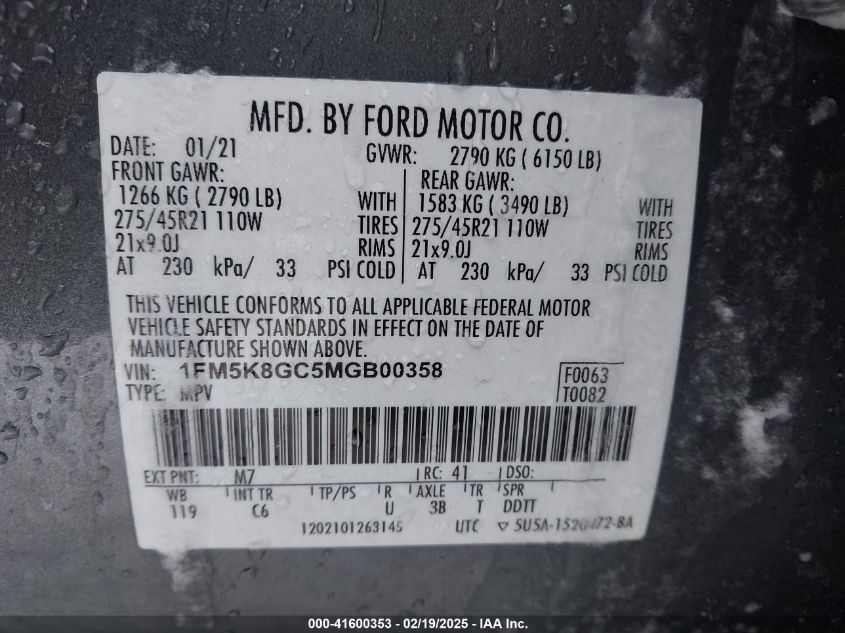 MFD. BY FORD MOTOR CO.
DATE: 01/21 GVWR: 2790 KG ( 6150 LB)
FRONT GAWR: REAR GAWR:
1266 KG ( 2790 LB) WITH 1583 KG ( 3490 LB) WITH
275/45R21 110W TIRES 275/45R21 110W TIRES
21x9.0J RIMS 21x9.0J RIMS
AT 230 kPa/ 33 PSI COLD AT 230 kPa/ 33 PSI COLD
THIS VEHICLE CONFORMS TO ALL APPLICABLE FEDERAL MOTOR
VEHICLE SAFETY STANDARDS IN EFFECT ON THE DATE OF
MANUFACTURE SHOWN ABOVE.
VIN: 1FM5K8GC5MGB00358 F0063
TYPE: MPV T0082
EXT PNT: M7 RC: 41 DSO:
WB INT TR TP/PS R AXLE TR SPR
119 C6 U 3B T DDTT
1202101263145 UTC
000-41600353 - 02/19/2025 - IAA Inc.